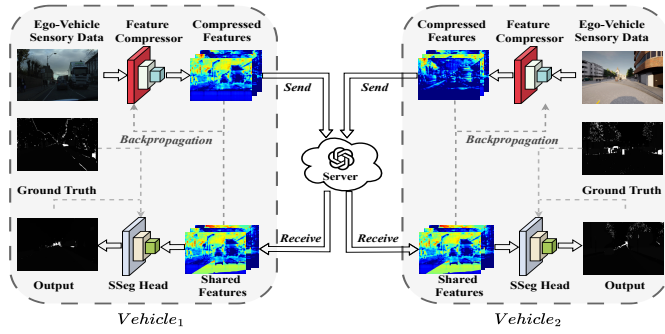 Ego-Vehicle
Sensory Data
Feature
Compressor
Compressed
Features
Send
Backpropagation
Ground Truth
Receive
Output
SSeg Head
Shared
Features
Vehicle1
Server
Compressed
Features
Feature
Compressor
Ego-Vehicle
Sensory Data
Send
Backpropagation
Ground Truth
Receive
Shared
Features
SSeg Head
Output
Vehicle2